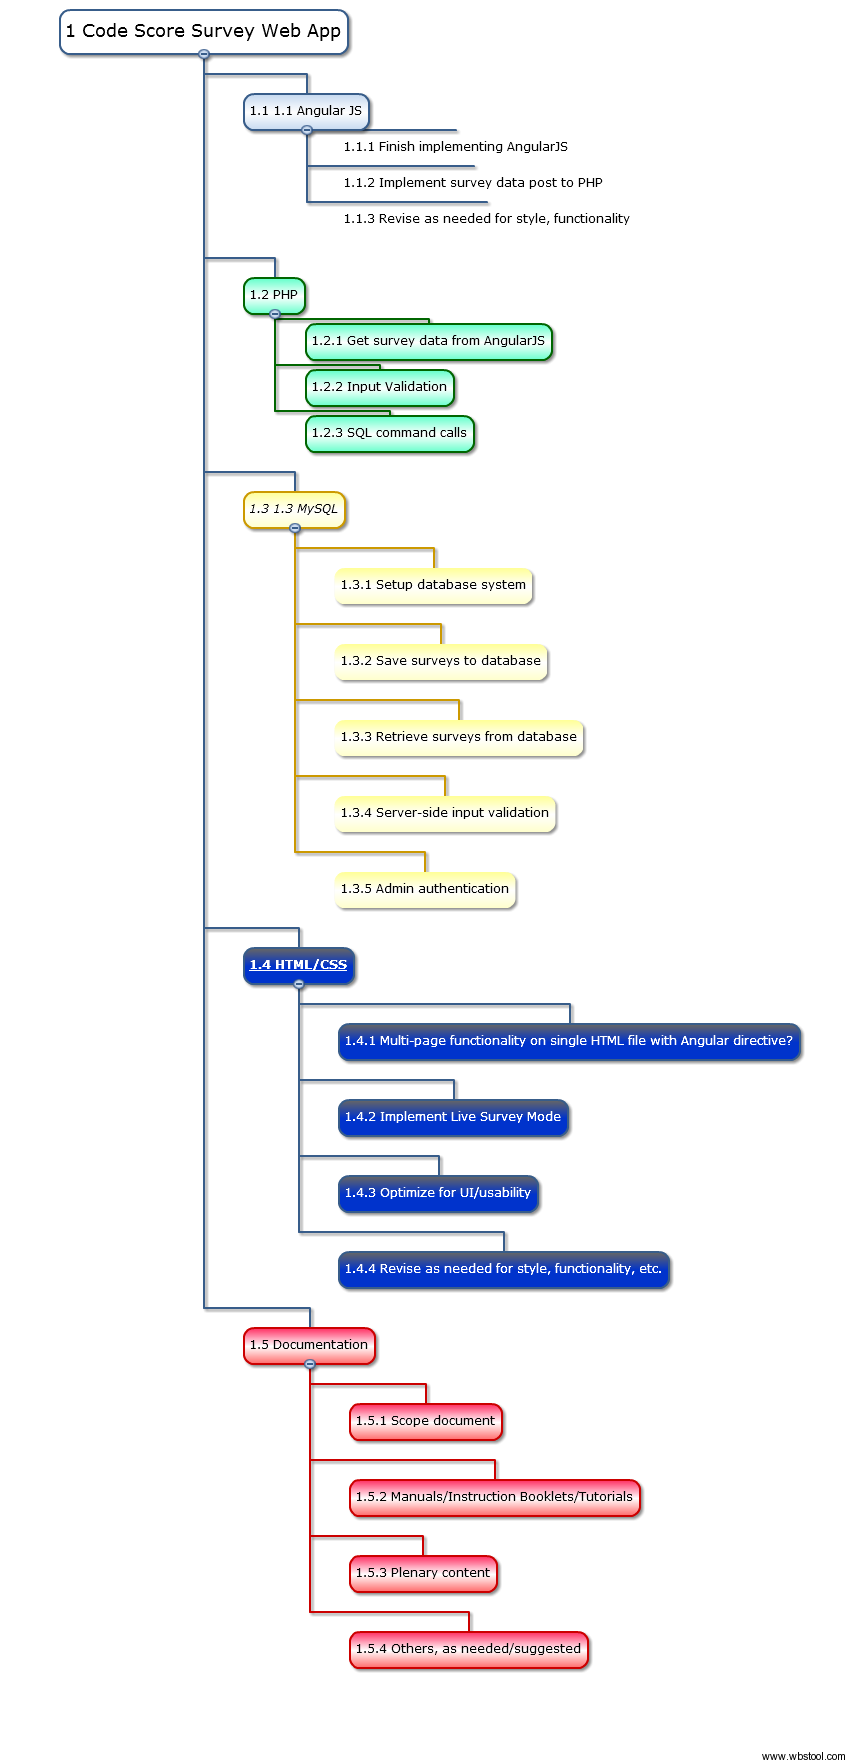 1 Code Score Survey Web App
1.1 1.1 Angular JS
1.1.1 Finish implementing AngularJS
1.1.2 Implement survey data post to PHP
1.1.3 Revise as needed for style, functionality
1.2 PHP
1.2.1 Get survey data from AngularJS
1.2.2 Input Validation
1.2.3 SQL command calls
1.3 1.3 MySQL
1.3.1 Setup database system
1.3.2 Save surveys to database
1.3.3 Retrieve surveys from database
1.3.4 Server-side input validation
1.3.5 Admin authentication
1.4 HTML/CSS
1.4.1 Multi-page functionality on single HTML file with Angular directive?
1.4.2 Implement Live Survey Mode
1.4.3 Optimize for UI/usability
1.4.4 Revise as needed for style, functionality, etc.
1.5 Documentation
1.5.1 Scope document
1.5.2 Manuals/Instruction Booklets/Tutorials
1.5.3 Plenary content
1.5.4 Others, as needed/suggested
www.wbstool.com